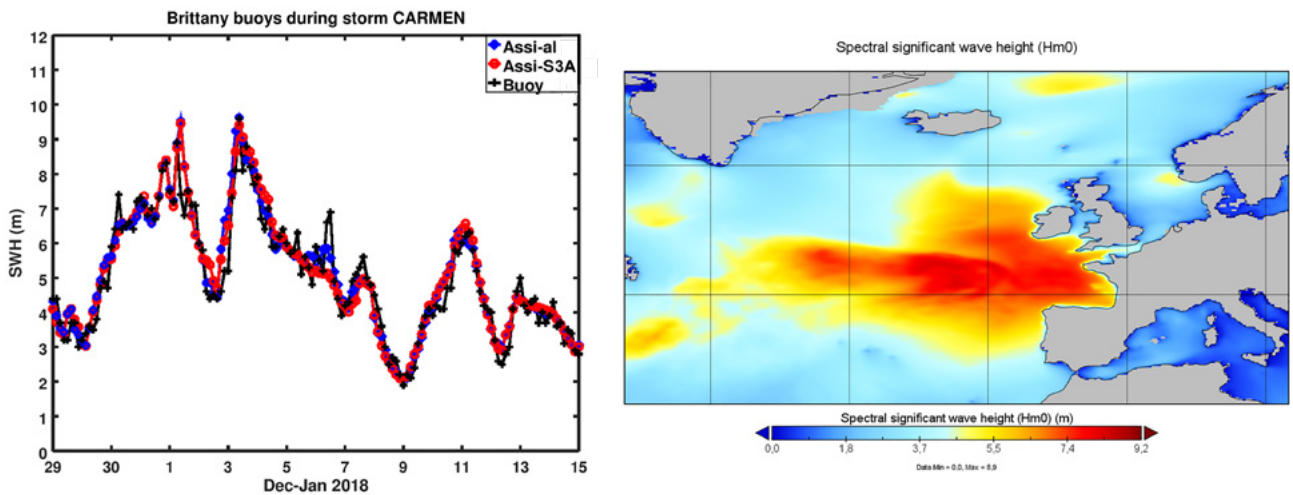 Brittany buoys during storm CARMEN
12
11
10
9
8
7
6
5
4
3
2
1
0
SWH (m)
Assi-al
Assi-S3A
Buoy
29 30 1 3 5 7 9 11 13 15
Dec-Jan 2018
Spectral significant wave height (Hm0)
Spectral significant wave height (Hm0) (m)
0,0 1,8 3,7 5,5 7,4 9,2
Data Min = 0,0, Max = 8,9